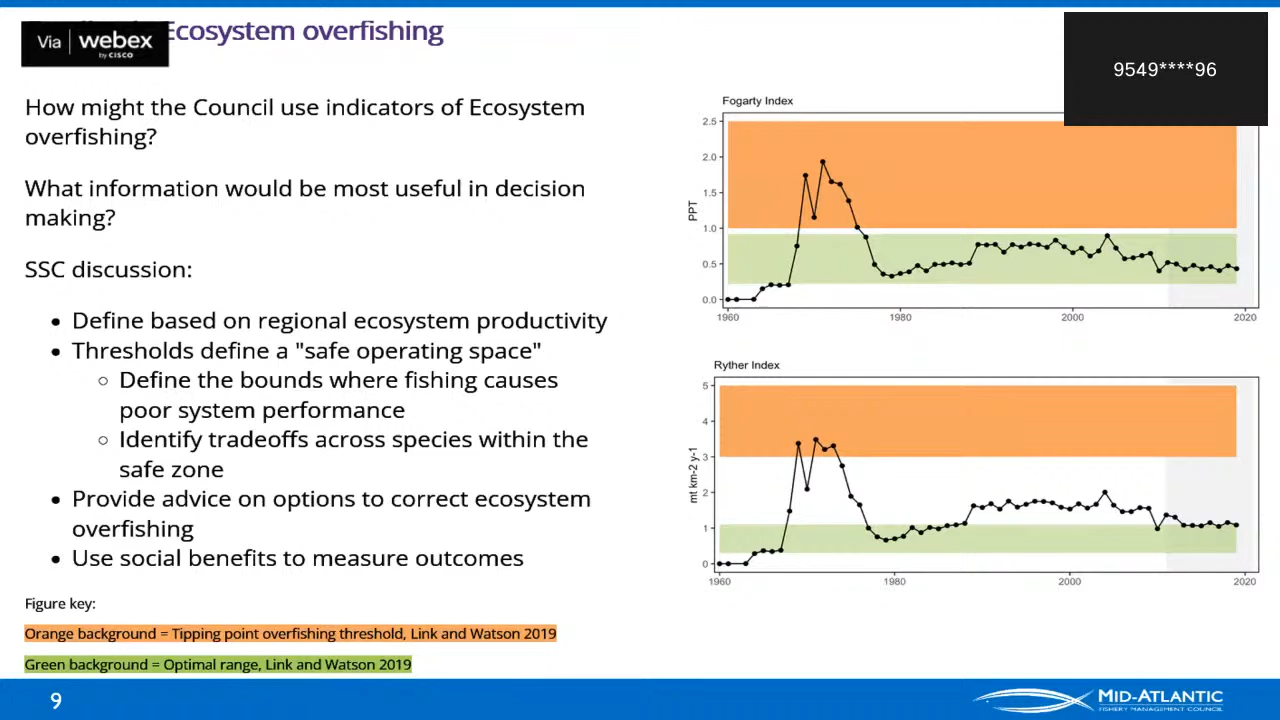 Via webex
by CISCO
Ecosystem overfishing
9549****96
How might the Council use indicators of Ecosystem
overfishing?
What information would be most useful in decision
making?
SSC discussion:
• Define based on regional ecosystem productivity
• Thresholds define a "safe operating space"
○ Define the bounds where fishing causes
poor system performance
○ Identify tradeoffs across species within the
safe zone
• Provide advice on options to correct ecosystem
overfishing
• Use social benefits to measure outcomes
Figure key:
Orange background = Tipping point overfishing threshold, Link and Watson 2019
Green background = Optimal range, Link and Watson 2019
Fogarty Index
PPT
2.5
2.0
1.5
1.0
0.5
0.0
1960 1980 2000 2020
Ryther Index
mt km-2 y-1
5
4
3
2
1
0
1960 1980 2000 2020
9
MID-ATLANTIC
FISHERY MANAGEMENT COUNCIL